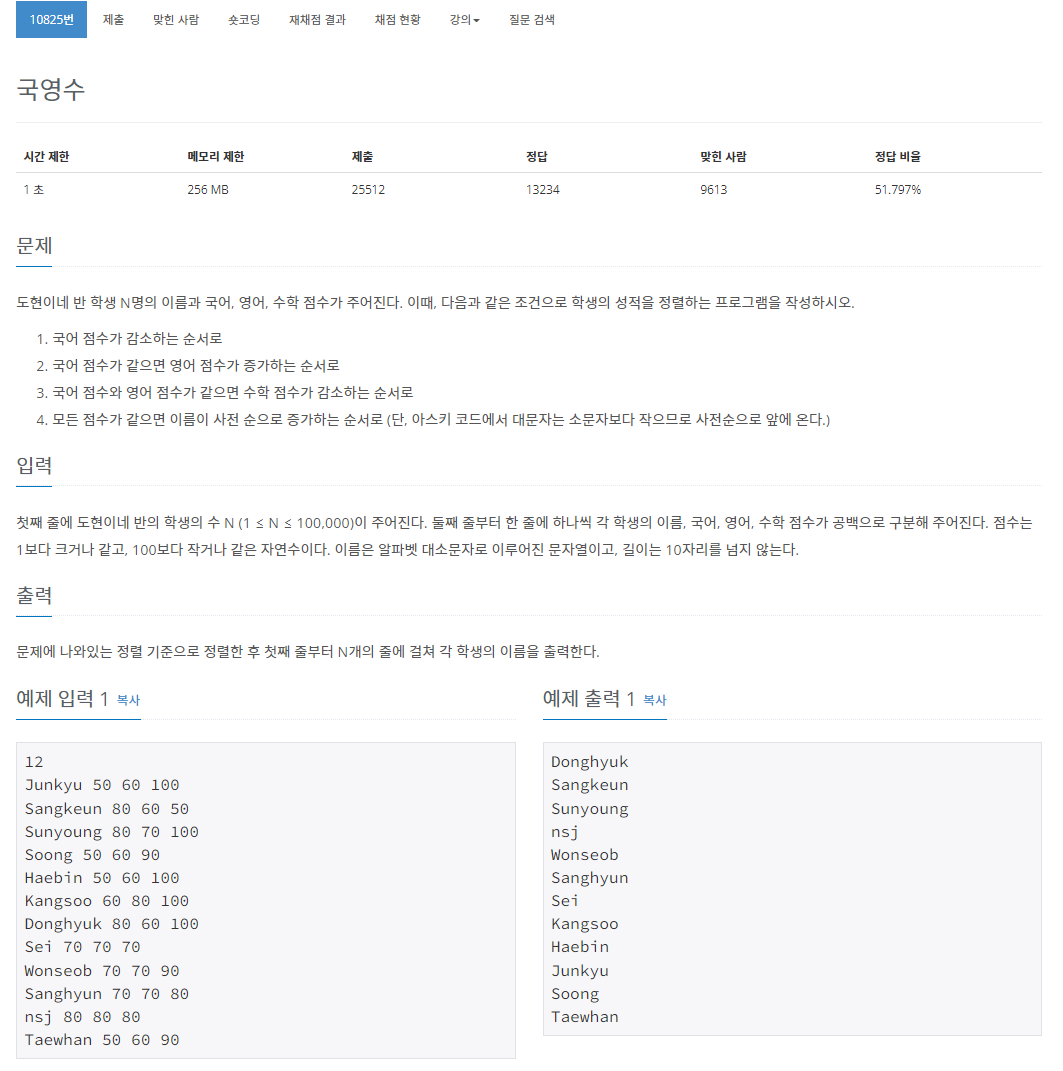 10825번 제출 맞힌 사람 숏코딩 재채점 결과 채점 현황 강의 질문 검색
국영수
시간 제한 메모리 제한 제출 정답 맞힌 사람 정답 비율
1 초 256 MB 25512 13234 9613 51.797%
문제
도현이네 반 학생 N명의 이름과 국어, 영어, 수학 점수가 주어진다. 이때, 다음과 같은 조건으로 학생의 성적을 정렬하는 프로그램을 작성하시오.
1. 국어 점수가 감소하는 순서로
2. 국어 점수가 같으면 영어 점수가 증가하는 순서로
3. 국어 점수와 영어 점수가 같으면 수학 점수가 감소하는 순서로
4. 모든 점수가 같으면 이름이 사전 순으로 증가하는 순서로 (단, 아스키 코드에서 대문자는 소문자보다 작으므로 사전순으로 앞에 온다.)
입력
첫째 줄에 도현이네 반의 학생의 수 N (1 ≤ N ≤ 100,000)이 주어진다. 둘째 줄부터 한 줄에 하나씩 각 학생의 이름, 국어, 영어, 수학 점수가 공백으로 구분해 주어진다. 점수는
1보다 크거나 같고, 100보다 작거나 같은 자연수이다. 이름은 알파벳 대소문자로 이루어진 문자열이고, 길이는 10자리를 넘지 않는다.
출력
문제에 나와있는 정렬 기준으로 정렬한 후 첫째 줄부터 N개의 줄에 걸쳐 각 학생의 이름을 출력한다.
예제 입력 1 복사
12
Junkyu 50 60 100
Sangkeun 80 60 50
Sunyoung 80 70 100
Soong 50 60 90
Haebin 50 60 100
Kangsoo 60 80 100
Donghyuk 80 60 100
Sei 70 70 70
Wonseob 70 70 90
Sanghyun 70 70 80
nsj 80 80 80
Taewhan 50 60 90
예제 출력 1 복사
Donghyuk
Sangkeun
Sunyoung
nsj
Wonseob
Sanghyun
Sei
Kangsoo
Haebin
Junkyu
Soong
Taewhan